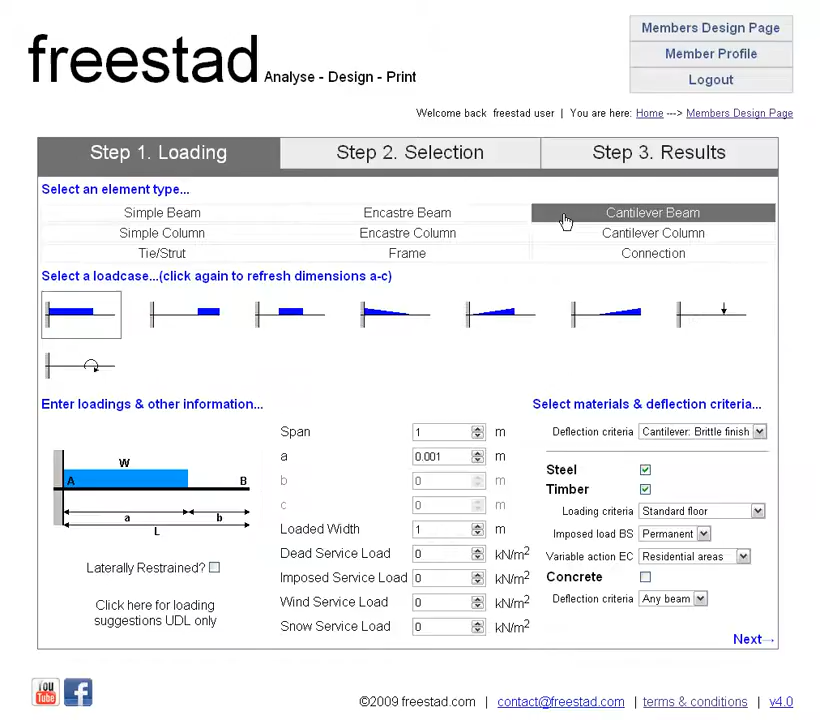 Members Design Page
Member Profile
Logout
freestad Analyse - Design - Print
Welcome back freestad user | You are here: Home ---> Members Design Page
Step 1. Loading Step 2. Selection Step 3. Results
Select an element type...
Simple Beam Encastre Beam Cantilever Beam
Simple Column Encastre Column Cantilever Column
Tie/Strut Frame Connection
Select a loadcase...(click again to refresh dimensions a-c)
Enter loadings & other information...
W
A B
a b
L
Laterally Restrained?
Click here for loading
suggestions UDL only
Span 1 m
a 0.001 m
b 0 m
c 0 m
Loaded Width 1 m
Dead Service Load 0 kN/m2
Imposed Service Load 0 kN/m2
Wind Service Load 0 kN/m2
Snow Service Load 0 kN/m2
Select materials & deflection criteria...
Deflection criteria Cantilever: Brittle finish
Steel
Timber
Loading criteria Standard floor
Imposed load BS Permanent
Variable action EC Residential areas
Concrete
Deflection criteria Any beam
Next→
You
Tube f
©2009 freestad.com | contact@freestad.com | terms & conditions | v4.0